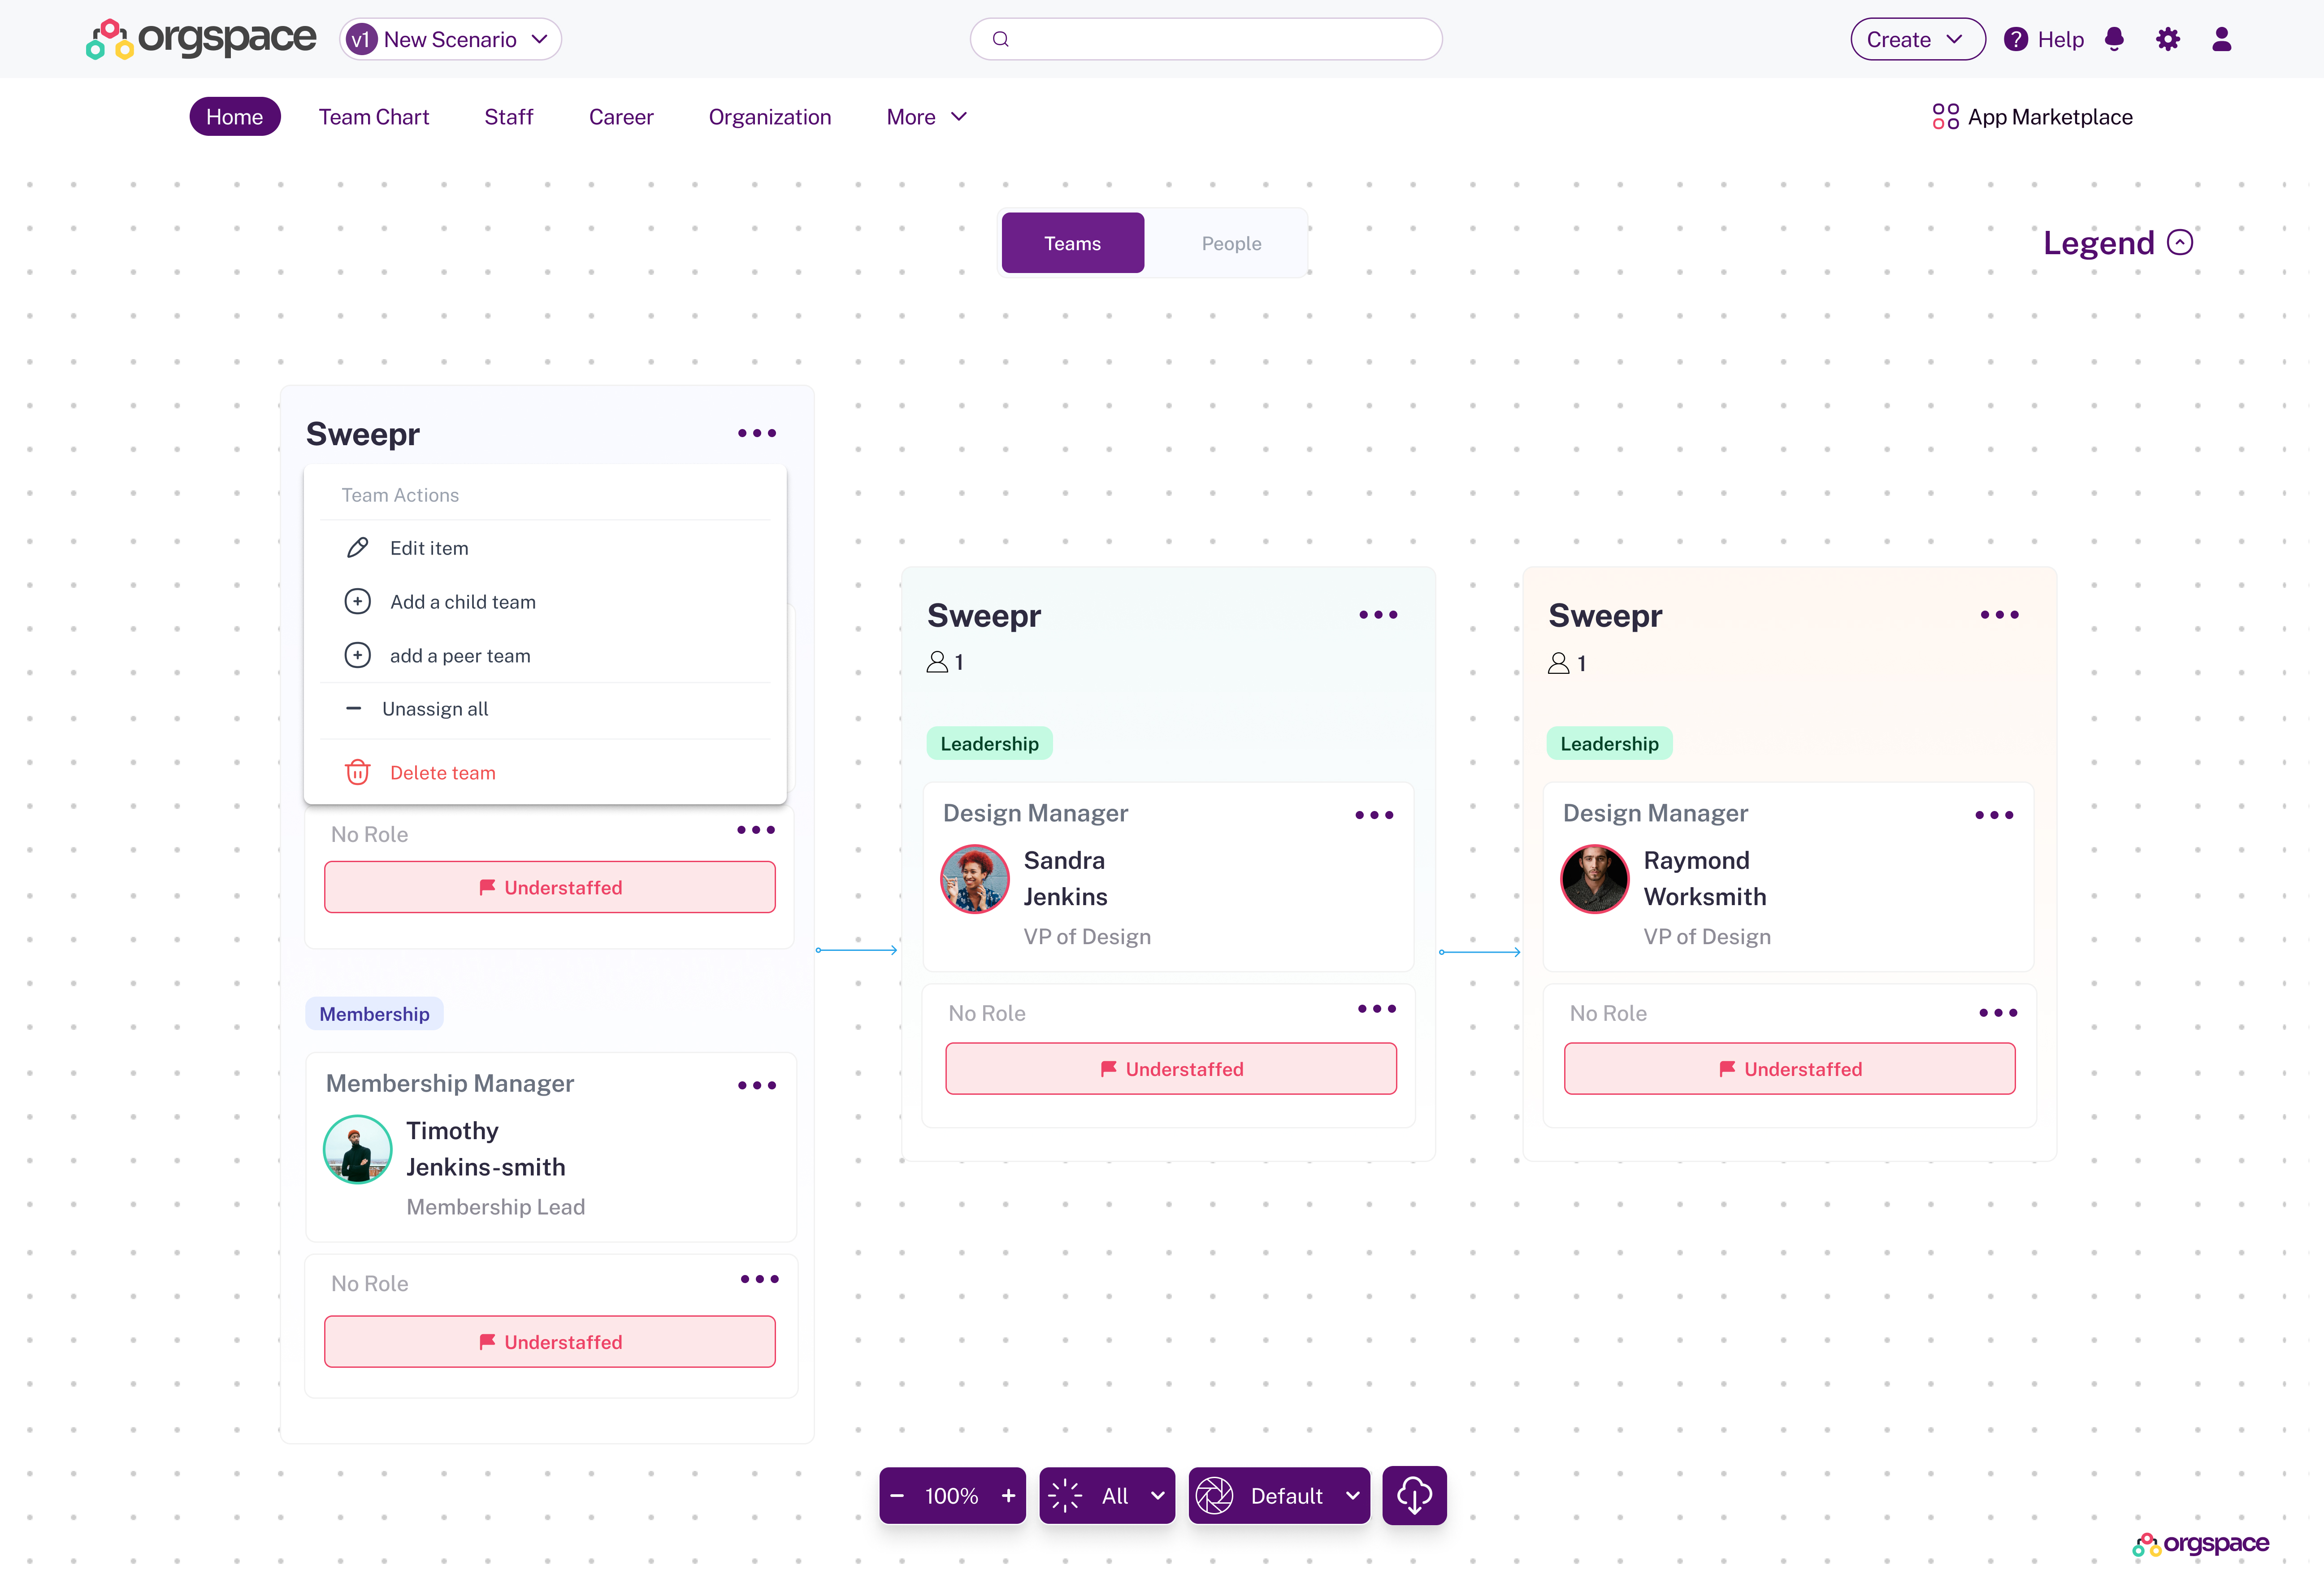 orgspace
v1 New Scenario
Create
? Help
Home
Team Chart
Staff
Career
Organization
More
App Marketplace
Teams
People
Legend
Sweepr
Team Actions
Edit item
Add a child team
add a peer team
Unassign all
Delete team
No Role
Understaffed
Membership
Membership Manager
Timothy
Jenkins-smith
Membership Lead
No Role
Understaffed
Sweepr
1
Leadership
Design Manager
Sandra
Jenkins
VP of Design
No Role
Understaffed
Sweepr
1
Leadership
Design Manager
Raymond
Worksmith
VP of Design
No Role
Understaffed
100%
All
Default
orgspace